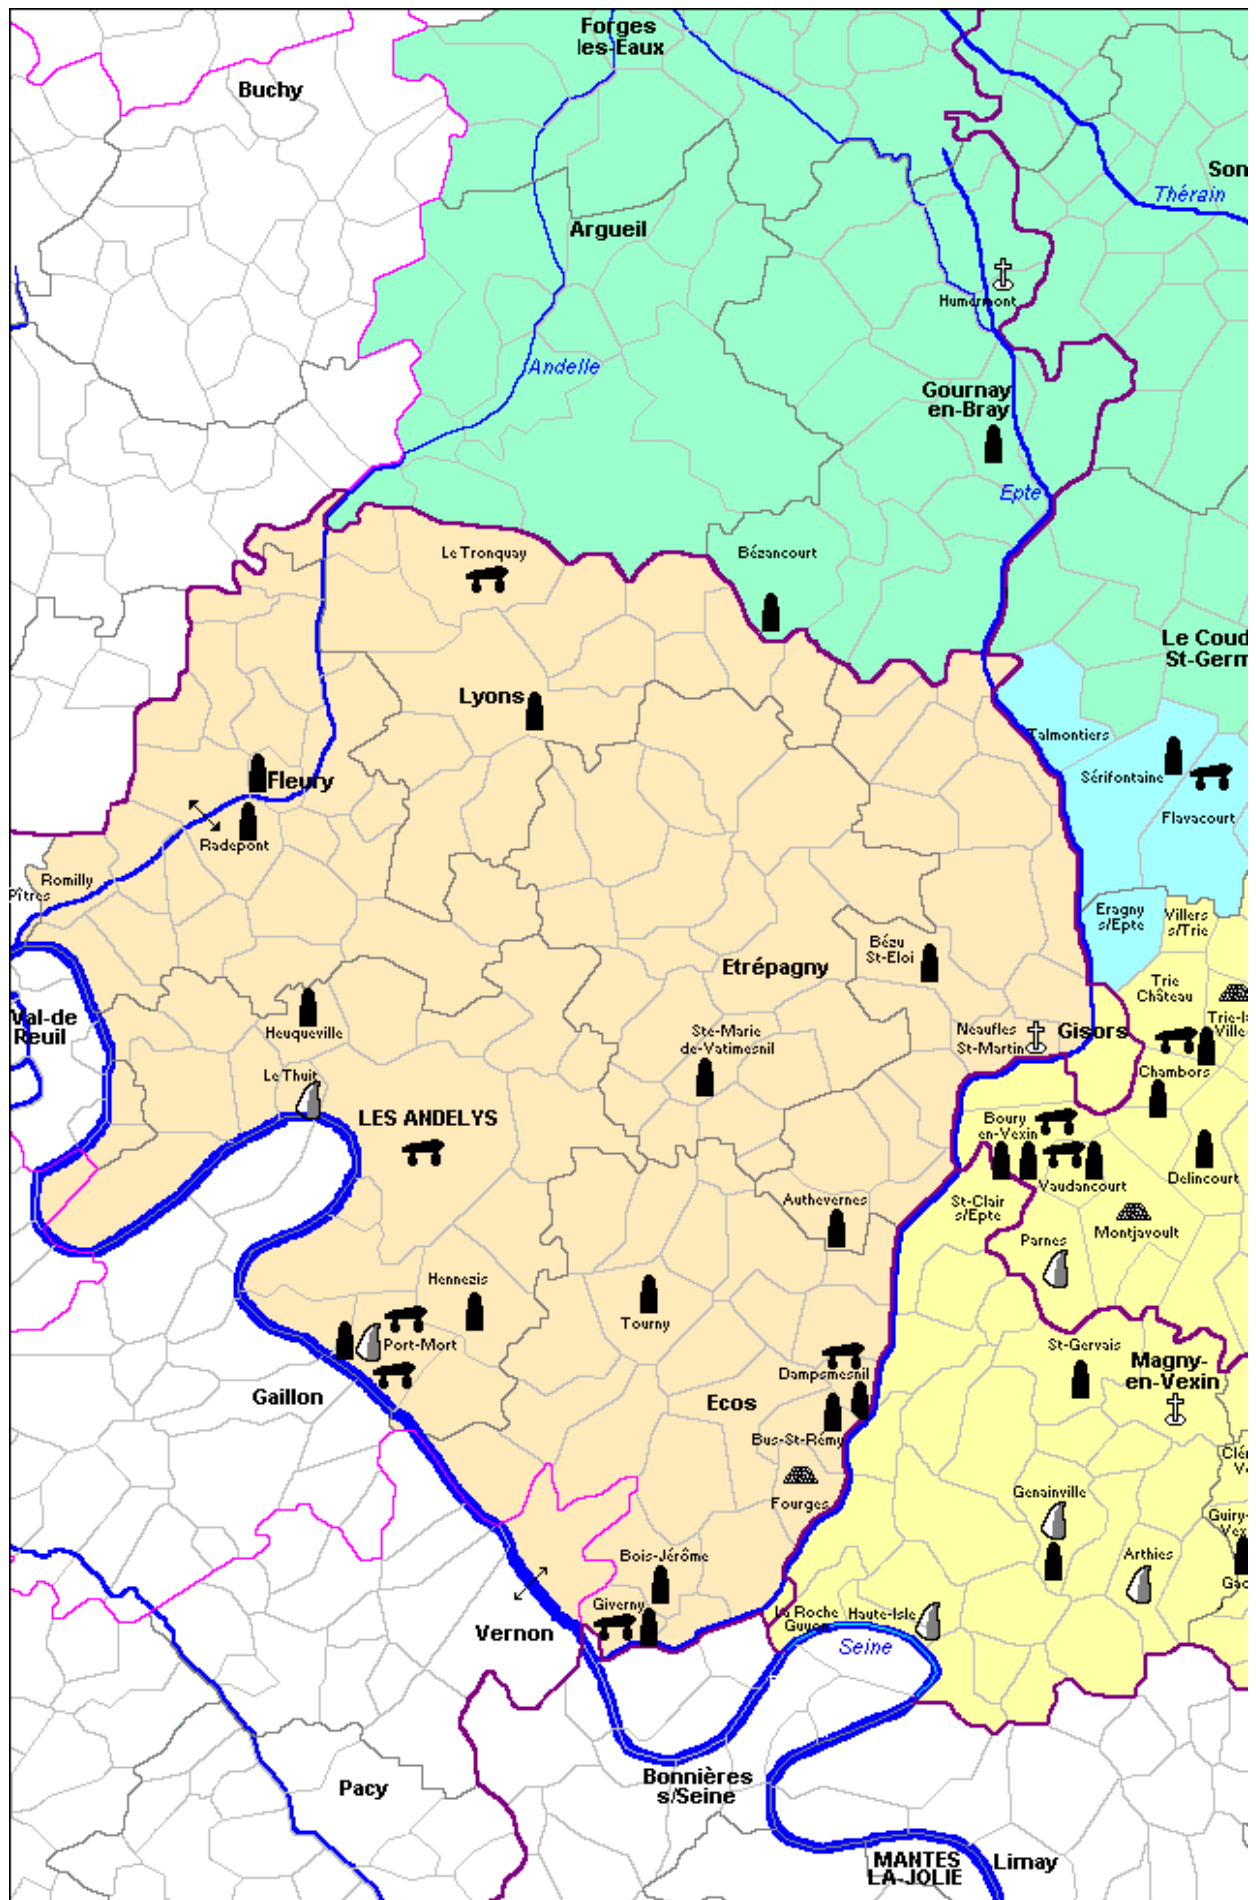 Forges
les-Eaux
Buchy
Son
Thérain
Argueil
Humermont
Andelle
Gournay
en-Bray
Epte
Le Tronquay
Bézancourt
Le Coud
St-Germ
Lyons
Talmontiers
Fleury
Sérifontaine
Flavacourt
Radepont
Romilly
Pîtres
Eragny
s/Epte
Villers
s/Trie
Bézu
St-Eloi
Etrépagny
Trie
Château
Val-de
Reuil
Heuqueville
Ste-Marie
de-Vatimesnil
Neaufles
St-Martin
Gisors
Trie-la
Ville
Chambors
Le Thuit
LES ANDELYS
Boury
en-Vexin
Vaudancourt
Delincourt
Authevernes
St-Clair
s/Epte
Montjavoult
Parnes
Hennezis
Tourny
Port-Mort
St-Gervais
Magny-
en-Vexin
Dampsmesnil
Gaillon
Ecos
Bus-St-Rémy
Fourges
Genainville
Clér
V
Guiry-
Vex
Arthies
Gad
Bois-Jérôme
Giverny
La Roche
Guyon
Haute-Isle
Vernon
Seine
Bonnières
s/Seine
Pacy
MANTES
LA-JOLIE
Limay